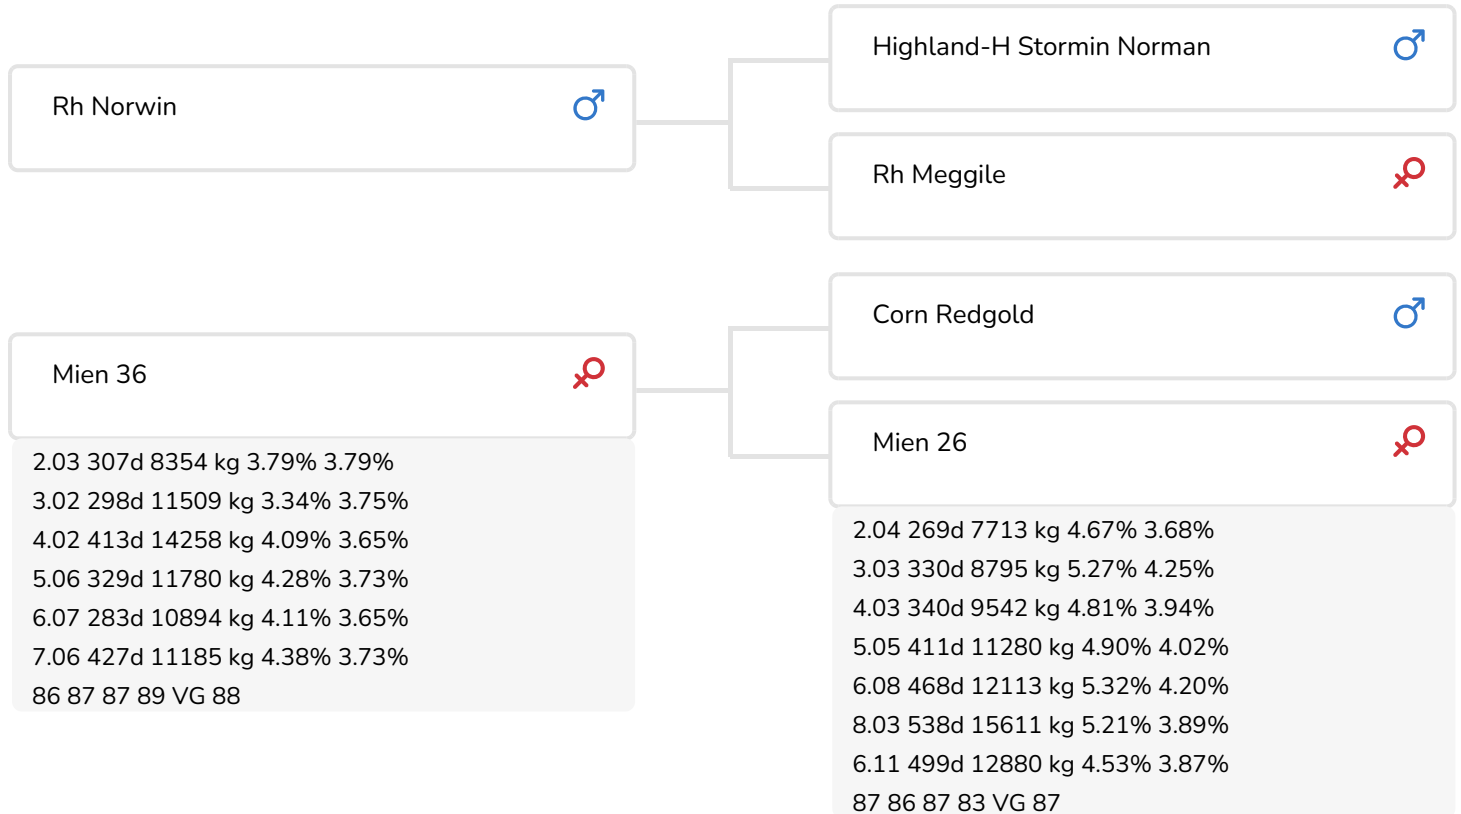 Rh Norwin
Highland-H Stormin Norman
Rh Meggile
Mien 36
2.03 307d 8354 kg 3.79% 3.79%
3.02 298d 11509 kg 3.34% 3.75%
4.02 413d 14258 kg 4.09% 3.65%
5.06 329d 11780 kg 4.28% 3.73%
6.07 283d 10894 kg 4.11% 3.65%
7.06 427d 11185 kg 4.38% 3.73%
86 87 87 89 VG 88
Corn Redgold
Mien 26
2.04 269d 7713 kg 4.67% 3.68%
3.03 330d 8795 kg 5.27% 4.25%
4.03 340d 9542 kg 4.81% 3.94%
5.05 411d 11280 kg 4.90% 4.02%
6.08 468d 12113 kg 5.32% 4.20%
8.03 538d 15611 kg 5.21% 3.89%
6.11 499d 12880 kg 4.53% 3.87%
87 86 87 83 VG 87